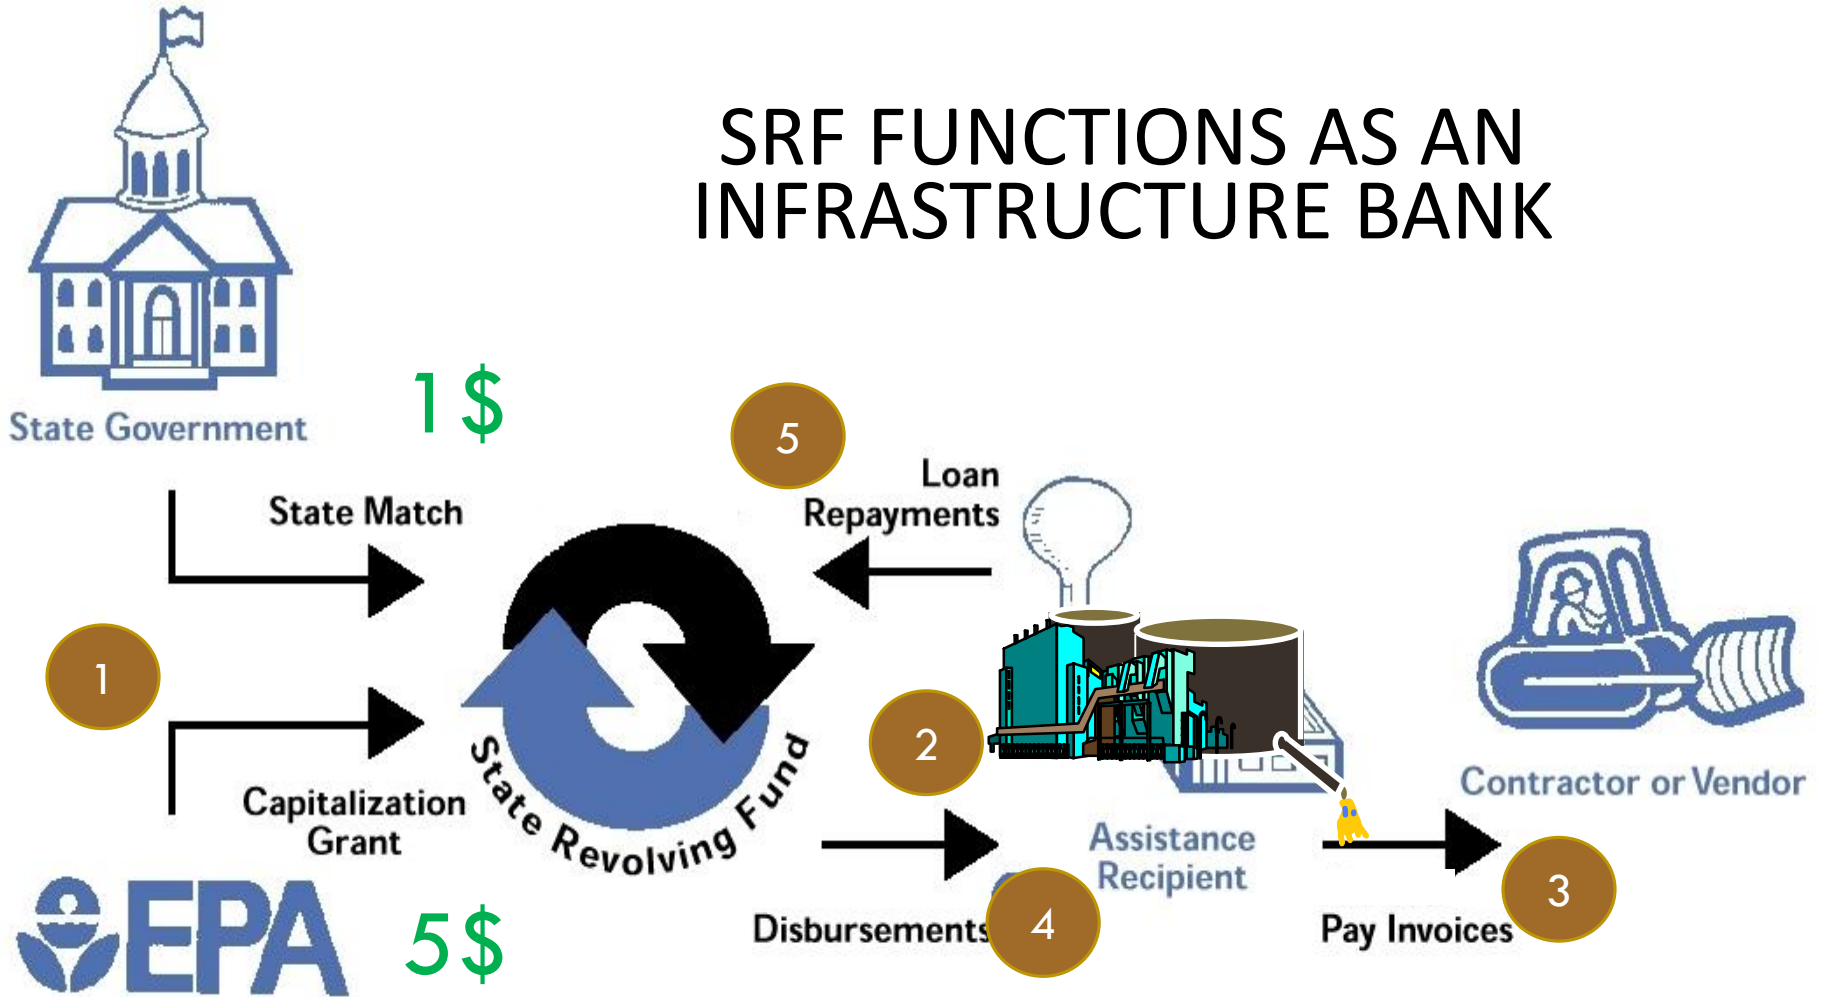 SRF FUNCTIONS AS AN
INFRASTRUCTURE BANK
State Government
1$
5
Loan
Repayments
State Match
1
2
Capitalization
Grant
State Revolving Fund
Contractor or Vendor
Assistance
Recipient
3
4
Disbursements
Pay Invoices
EPA
5$